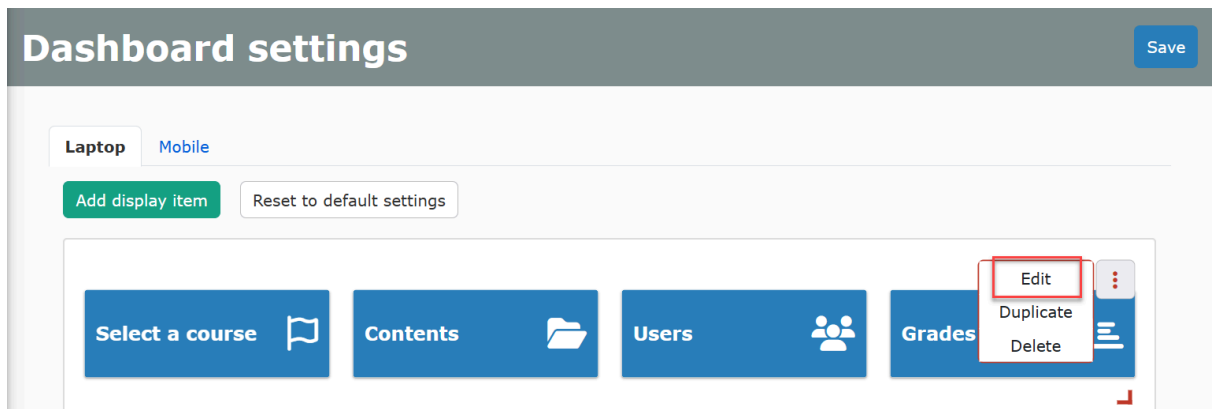 Dashboard settings
Save
Laptop
Mobile
Add display item
Reset to default settings
Edit
Duplicate
Delete
Select a course
Contents
Users
Grades